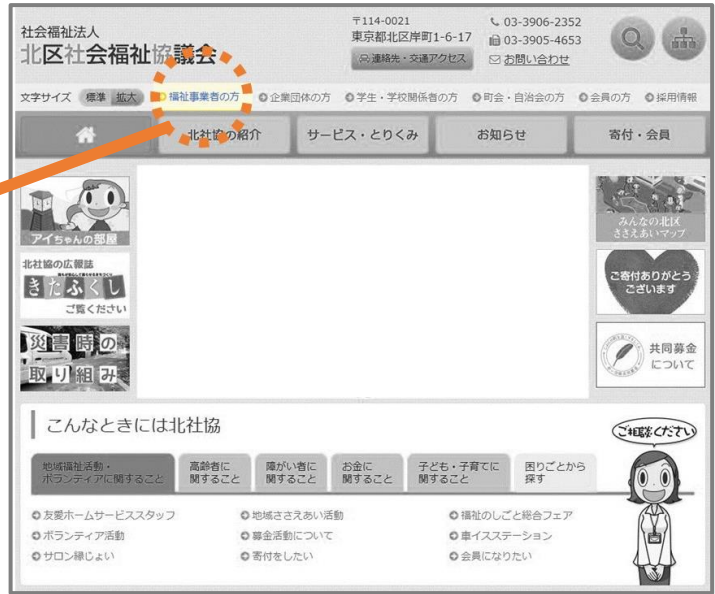 社会福祉法人
北区社会福祉協議会
〒114-0021
東京都北区岸町1-6-17
連絡先・交通アクセス
03-3906-2352
03-3905-4653
お問い合わせ
文字サイズ 標準 拡大 福祉事業者の方 企業団体の方 学生・学校関係者の方 町会・自治会の方 会員の方 採用情報
北社協の紹介 サービス・とりくみ お知らせ 寄付・会員
アイちゃんの部屋
北社協の広報誌
きたふくし
ご覧ください
災害時の
取り組み
みんなの北区
ささえあいマップ
ご寄付ありがとう
ございます
共同募金
について
こんなときには北社協
ご相談ください
地域福祉活動・
ボランティアに関すること
高齢者に
関すること
障がい者に
関すること
お金に
関すること
子ども・子育てに
関すること
困りごとから
探す
友愛ホームサービススタッフ 地域ささえあい活動 福祉のしごと総合フェア
ボランティア活動 募金活動について 車イスステーション
サロン縁じょい 寄付をしたい 会員になりたい